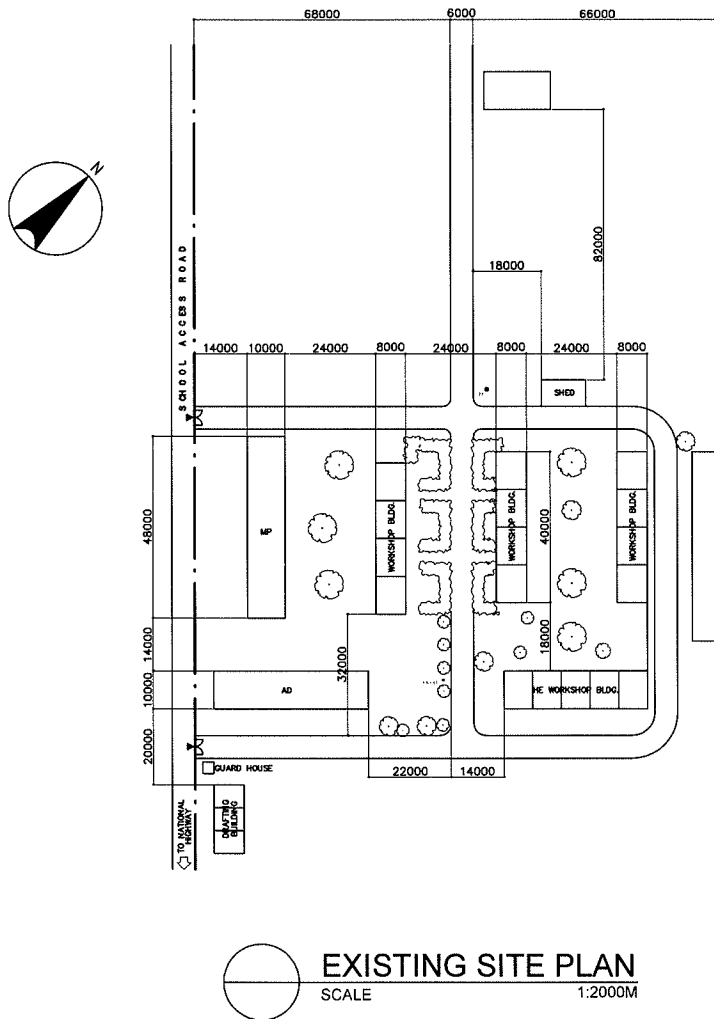 68000 6000 66000
N
SCHOOL ACCESS ROAD
82000
18000
14000 10000 24000 8000 24000 8000 24000 8000
SHED
48000
MP
WORKSHOP BLDG.
WORKSHOP BLDG.
40000
WORKSHOP BLDG.
14000
32000
18000
10000
AD
HE WORKSHOP BLDG.
20000
GUARD HOUSE
22000 14000
TO NATIONAL
HIGHWAY
DRAFTING
BUILDING
EXISTING SITE PLAN
SCALE 1:2000M